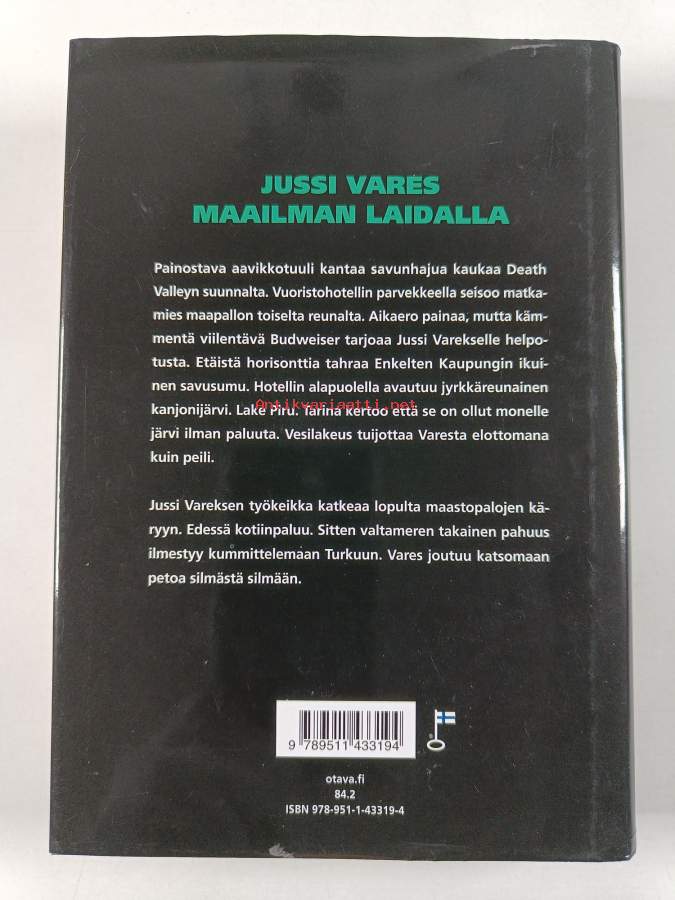 JUSSI VARES
MAAILMAN LAIDALLA
Painostava aavikkotuuli kantaa savunhajua kaukaa Death
Valleyn suunnalta. Vuoristohotellin parvekkeella seisoo matka-
mies maapallon toiselta reunalta. Aikaero painaa, mutta käm-
mentä viilentävä Budweiser tarjoaa Jussi Varekselle helpo-
tusta. Etäistä horisonttia tahraa Enkelten Kaupungin ikui-
nen savusumu. Hotellin alapuolella avautuu jyrkkäreunainen
kanjonijärvi. Lake Piru. Tarina kertoo että se on ollut monelle
Antikvariaatti.net
järvi ilman paluuta. Vesilakeus tuijottaa Varesta elottomana
kuin peili.
Jussi Vareksen työkeikka katkeaa lopulta maastopalojen kä-
ryyn. Edessä kotiinpaluu. Sitten valtameren takainen pahuus
ilmestyy kummittelemaan Turkuun. Vares joutuu katsomaan
petoa silmästä silmään.
9 789511 433194
otava.fi
84.2
ISBN 978-951-1-43319-4